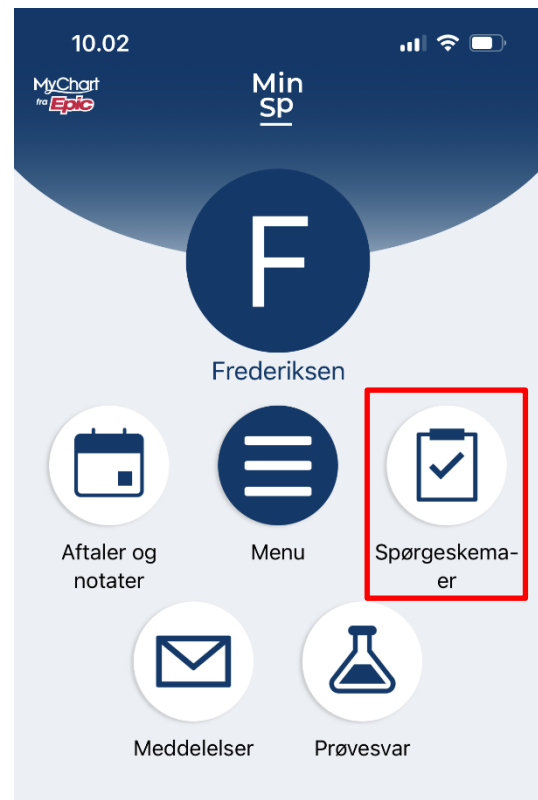 10.02
MyChart
fra Epic
Min
SP
F
Frederiksen
Aftaler og
notater
Menu
Spørgeskema-
er
Meddelelser
Prøvesvar